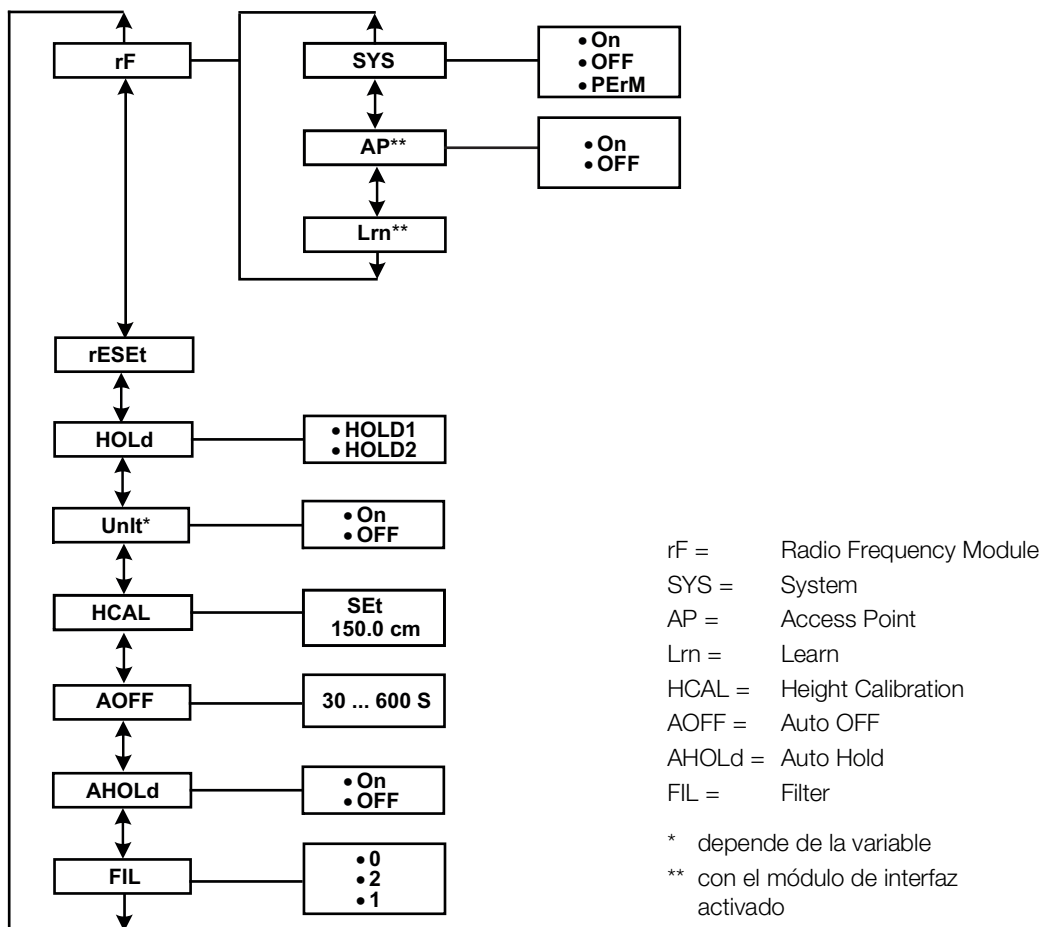 rF
SYS
• On
• OFF
• PErM
AP**
• On
• OFF
Lrn**
rESEt
HOLd
• HOLD1
• HOLD2
UnIt*
• On
• OFF
HCAL
SEt
150.0 cm
AOFF
30 ... 600 S
AHOLd
• On
• OFF
FIL
• 0
• 2
• 1
rF = Radio Frequency Module
SYS = System
AP = Access Point
Lrn = Learn
HCAL = Height Calibration
AOFF = Auto OFF
AHOLd = Auto Hold
FIL = Filter
* depende de la variable
** con el módulo de interfaz
activado